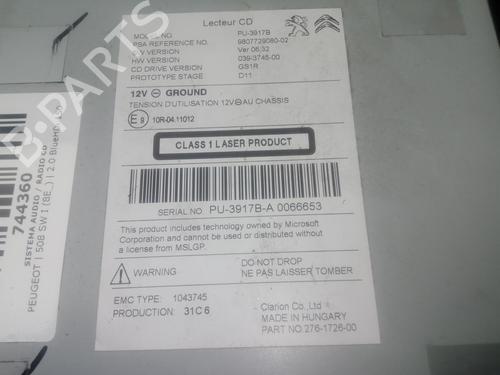 Lecteur CD
MODEL NO PU-3917B
PSA REFERENCE NO. 9807729080-02
S/W VERSION Ver 06.32
HW VERSION 039-3745-00
CD DRIVE VERSION GS1R
PROTOTYPE STAGE D11
12V ⊖ GROUND
TENSION D'UTILISATION 12V⊖AU CHASSIS
E9 10R-04.11012
CLASS 1 LASER PRODUCT
SERIAL NO PU-3917B-A 0066653
This product includes technology owned by Microsoft
Corporation and cannot be used or distributed without
a license from MSLGP.
WARNING
DO NOT DROP
NE PAS LAISSER TOMBER
EMC TYPE: 1043745
PRODUCTION: 31C6
Clarion Co.,Ltd
MADE IN HUNGARY
PART NO.276-1726-00
744360
SISTEMA AUDIO / RADIO CD
PEUGEOT | 508 SW I (8E_) | 2.0 BlueHD
B-PARTS